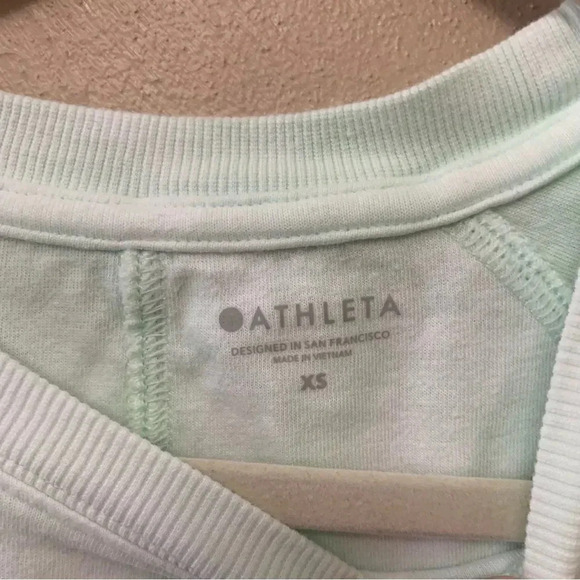 ATHLETA
DESIGNED IN SAN FRANCISCO
MADE IN VIETNAM
XS